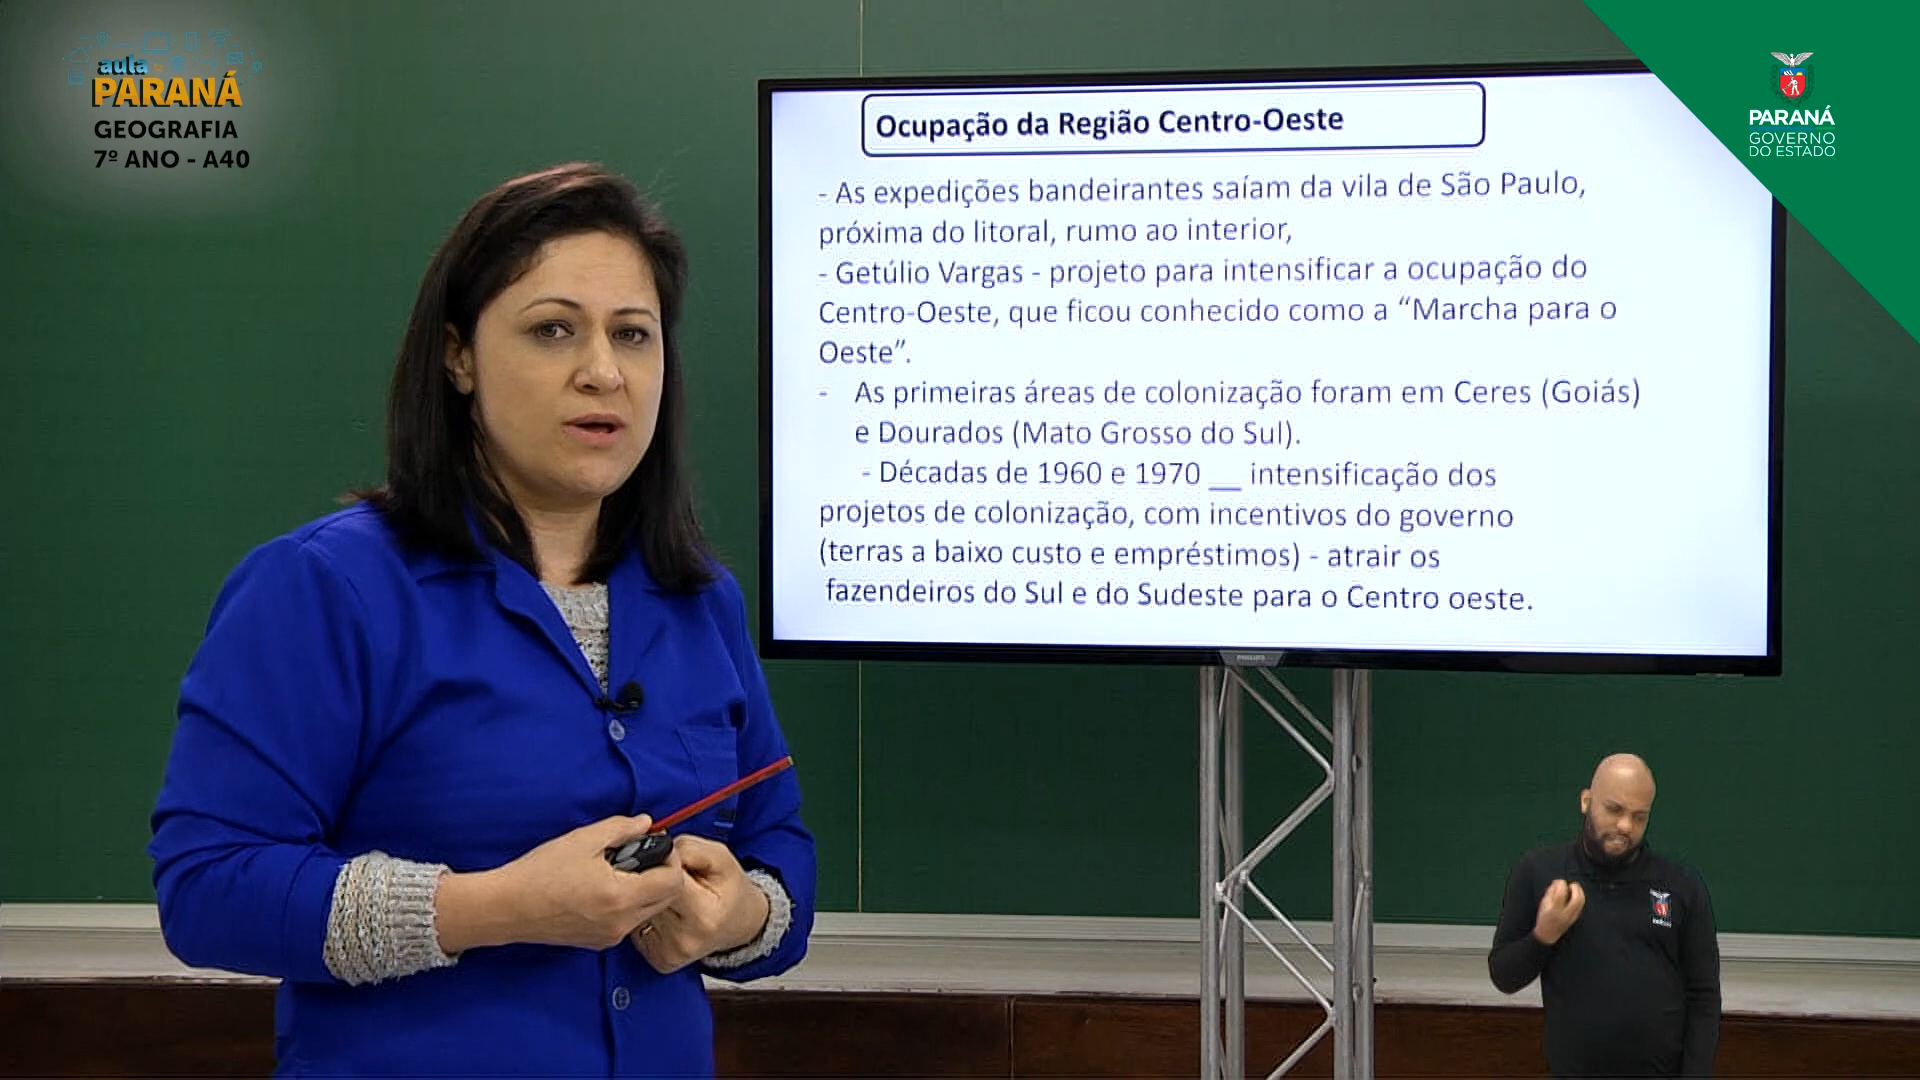 aula
PARANÁ
GEOGRAFIA
7º ANO - A40
PARANÁ
GOVERNO
DO ESTADO
Ocupação da Região Centro-Oeste
- As expedições bandeirantes saíam da vila de São Paulo,
próxima do litoral, rumo ao interior,
- Getúlio Vargas - projeto para intensificar a ocupação do
Centro-Oeste, que ficou conhecido como a “Marcha para o
Oeste”.
- As primeiras áreas de colonização foram em Ceres (Goiás)
e Dourados (Mato Grosso do Sul).
- Décadas de 1960 e 1970 __ intensificação dos
projetos de colonização, com incentivos do governo
(terras a baixo custo e empréstimos) - atrair os
fazendeiros do Sul e do Sudeste para o Centro oeste.
PHILIPS